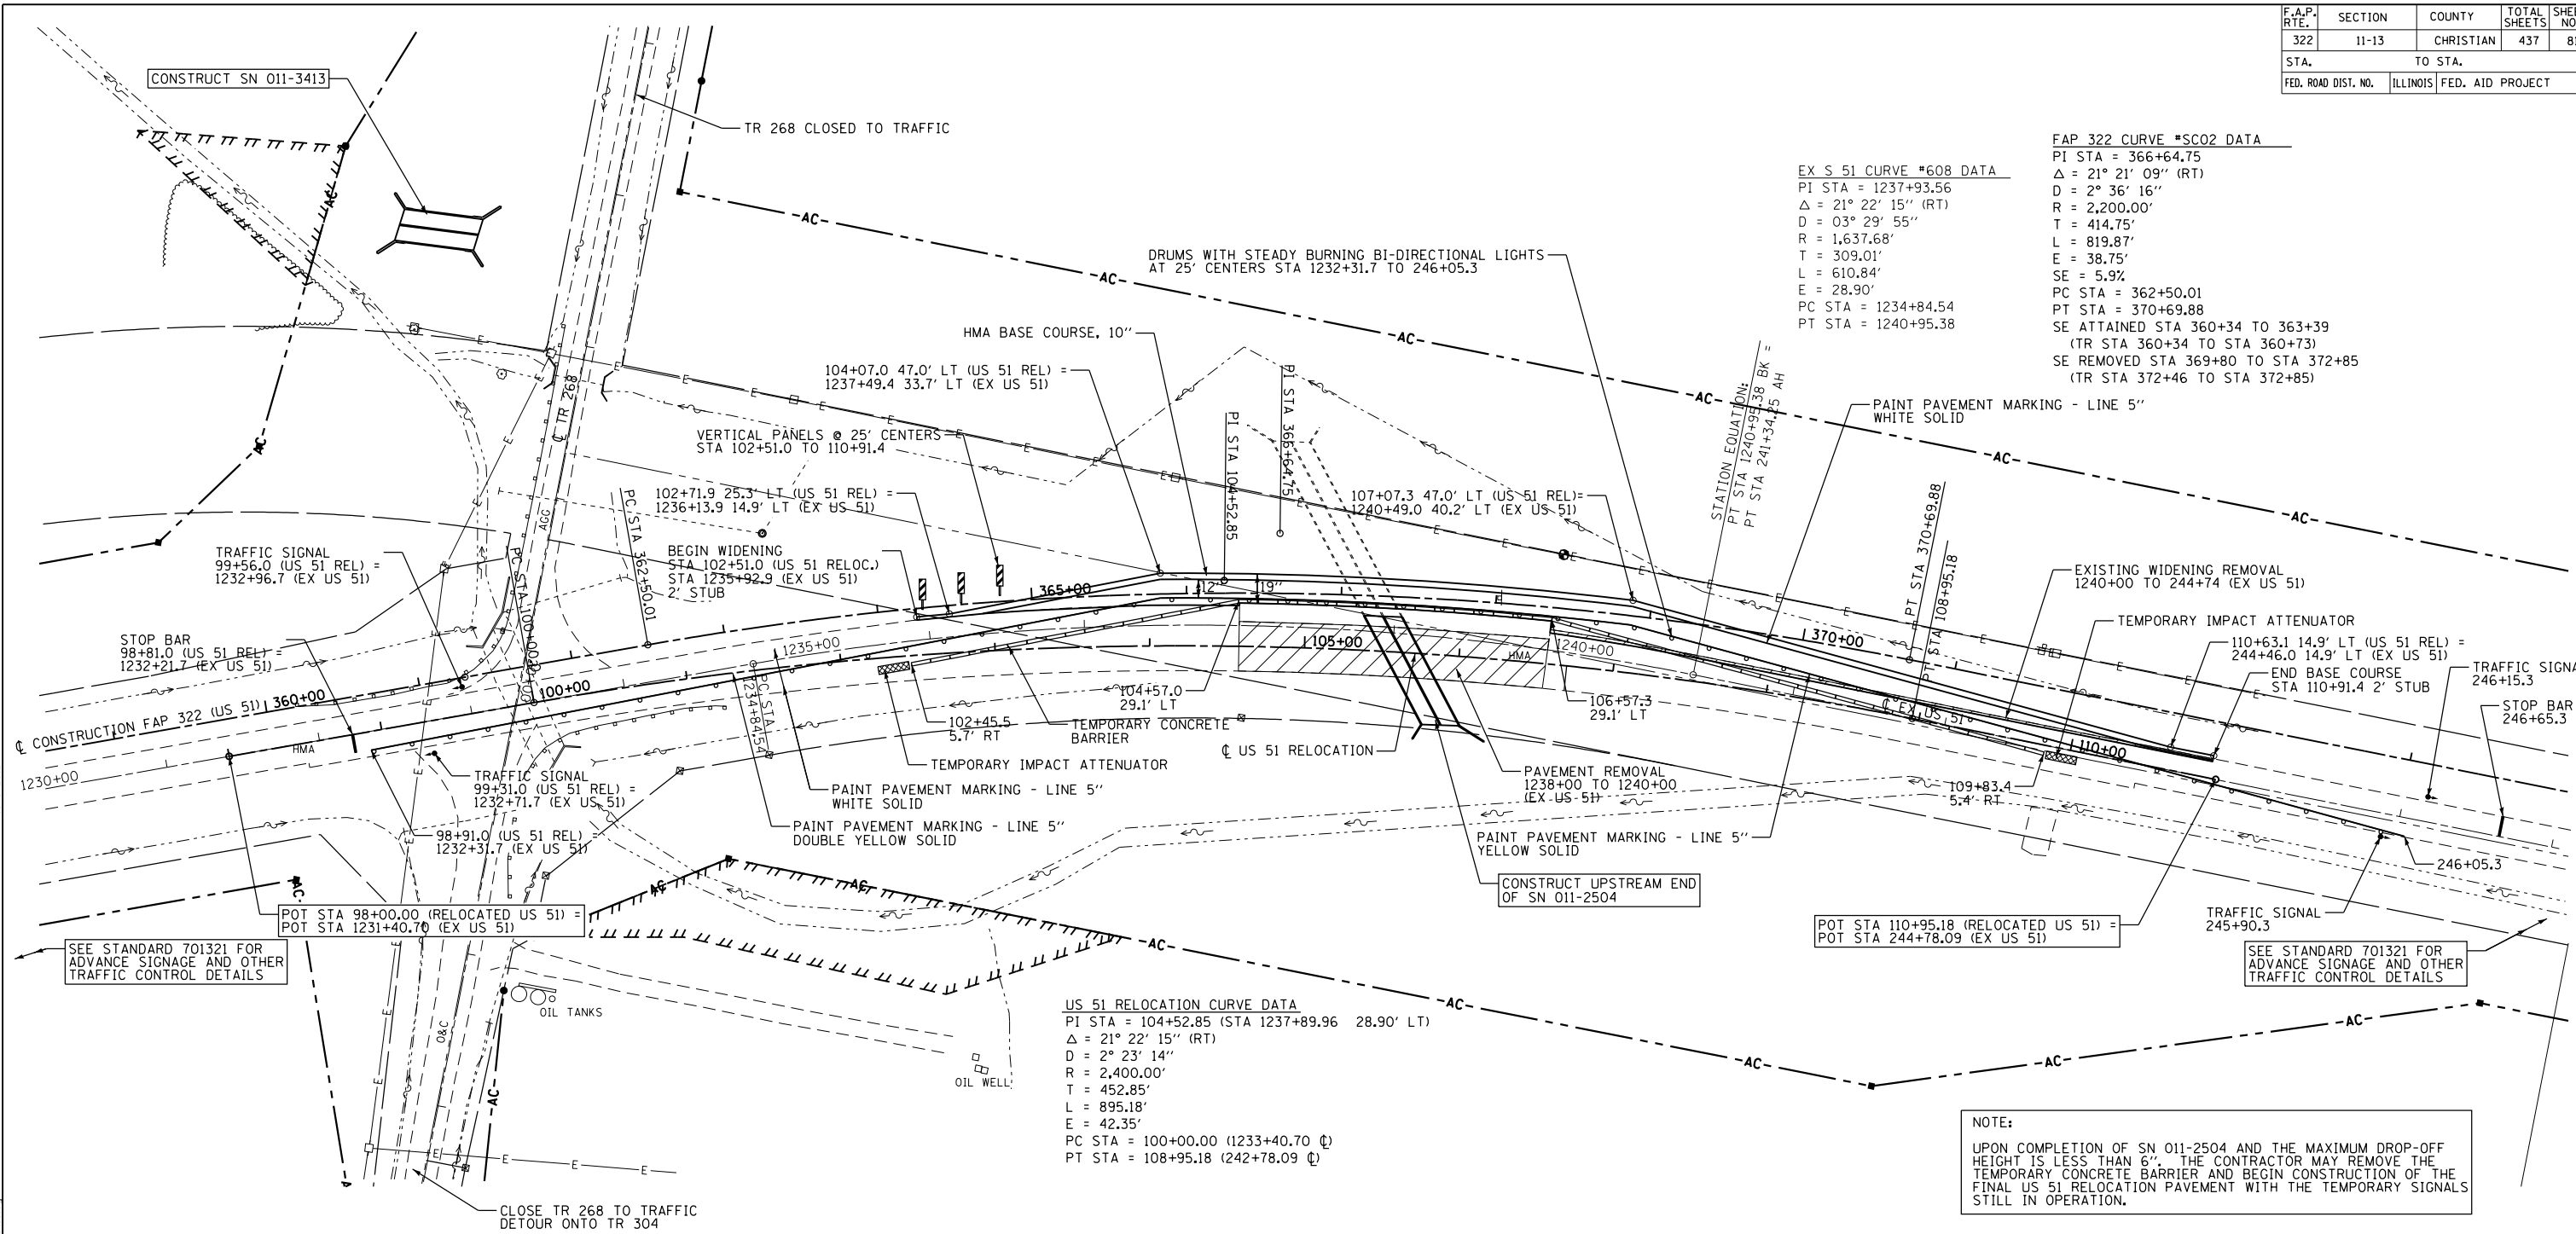 F.A.P. RTE. SECTION COUNTY TOTAL SHEETS
322 11-13 CHRISTIAN 437
STA. TO STA.
FED. ROAD DIST. NO. ILLINOIS FED. AID PROJECT
CONSTRUCT SN 011-3413
TR 268 CLOSED TO TRAFFIC
EX S 51 CURVE #608 DATA
PI STA = 1237+93.56
Δ = 21° 22' 15" (RT)
D = 03° 29' 55"
R = 1,637.68'
T = 309.01'
L = 610.84'
E = 28.90'
PC STA = 1234+84.54
PT STA = 1240+95.38
FAP 322 CURVE #SC02 DATA
PI STA = 366+64.75
Δ = 21° 21' 09" (RT)
D = 2° 36' 16"
R = 2,200.00'
T = 414.75'
L = 819.87'
E = 38.75'
SE = 5.9%
PC STA = 362+50.01
PT STA = 370+69.88
SE ATTAINED STA 360+34 TO 363+39
(TR STA 360+34 TO STA 360+73)
SE REMOVED STA 369+80 TO STA 372+85
(TR STA 372+46 TO STA 372+85)
DRUMS WITH STEADY BURNING BI-DIRECTIONAL LIGHTS
AT 25' CENTERS STA 1232+31.7 TO 246+05.3
HMA BASE COURSE, 10"
104+07.0 47.0' LT (US 51 REL) =
1237+49.4 33.7' LT (EX US 51)
VERTICAL PANELS @ 25' CENTERS
STA 102+51.0 TO 110+91.4
102+71.9 25.3' LT (US 51 REL) =
1236+13.9 14.9' LT (EX US 51)
BEGIN WIDENING
STA 102+51.0 (US 51 RELOC.)
STA 1235+92.9 (EX US 51)
2' STUB
107+07.3 47.0' LT (US 51 REL)=
1240+49.0 40.2' LT (EX US 51)
PI STA 104+52.85
PI STA 366+64.75
STATION EQUATION:
PT STA 1240+95.38 BK =
PT STA 241+34.25 AH
PAINT PAVEMENT MARKING - LINE 5"
WHITE SOLID
PT STA 370+69.88
PT STA 108+95.18
EXISTING WIDENING REMOVAL
1240+00 TO 244+74 (EX US 51)
TEMPORARY IMPACT ATTENUATOR
110+63.1 14.9' LT (US 51 REL) =
244+46.0 14.9' LT (EX US 51)
END BASE COURSE
STA 110+91.4 2' STUB
246+15.3
STOP BAR
246+65.3
℄ TR 268
AGG
TRAFFIC SIGNAL
99+56.0 (US 51 REL) =
1232+96.7 (EX US 51)
STOP BAR
98+81.0 (US 51 REL) =
1232+21.7 (EX US 51)
PC STA 100+00.00
PC STA 362+50.01
PC STA
1234+84.54
℄ CONSTRUCTION FAP 322 (US 51)
360+00
365+00
370+00
100+00
105+00
110+00
1230+00
1235+00
1240+00
HMA
HMA
12'
19"
℄ EX US 51
TRAFFIC SIGNAL
99+31.0 (US 51 REL) =
1232+71.7 (EX US 51)
98+91.0 (US 51 REL) =
1232+31.7 (EX US 51)
102+45.5
5.7' RT
104+57.0
29.1' LT
106+57.3
29.1' LT
109+83.4
5.4' RT
TEMPORARY CONCRETE
BARRIER
TEMPORARY IMPACT ATTENUATOR
℄ US 51 RELOCATION
PAVEMENT REMOVAL
1238+00 TO 1240+00
(EX US 51)
PAINT PAVEMENT MARKING - LINE 5"
WHITE SOLID
PAINT PAVEMENT MARKING - LINE 5"
DOUBLE YELLOW SOLID
PAINT PAVEMENT MARKING - LINE 5"
YELLOW SOLID
CONSTRUCT UPSTREAM END
OF SN 011-2504
246+05.3
TRAFFIC SIGNAL
245+90.3
POT STA 98+00.00 (RELOCATED US 51) =
POT STA 1231+40.70 (EX US 51)
POT STA 110+95.18 (RELOCATED US 51) =
POT STA 244+78.09 (EX US 51)
SEE STANDARD 701321 FOR
ADVANCE SIGNAGE AND OTHER
TRAFFIC CONTROL DETAILS
SEE STANDARD 701321 FOR
ADVANCE SIGNAGE AND OTHER
TRAFFIC CONTROL DETAILS
OIL TANKS
O&C
OIL WELL
US 51 RELOCATION CURVE DATA
PI STA = 104+52.85 (STA 1237+89.96 28.90' LT)
Δ = 21° 22' 15" (RT)
D = 2° 23' 14"
R = 2,400.00'
T = 452.85'
L = 895.18'
E = 42.35'
PC STA = 100+00.00 (1233+40.70 ℄)
PT STA = 108+95.18 (242+78.09 ℄)
CLOSE TR 268 TO TRAFFIC
DETOUR ONTO TR 304
NOTE:
UPON COMPLETION OF SN 011-2504 AND THE MAXIMUM DROP-OFF
HEIGHT IS LESS THAN 6". THE CONTRACTOR MAY REMOVE THE
TEMPORARY CONCRETE BARRIER AND BEGIN CONSTRUCTION OF THE
FINAL US 51 RELOCATION PAVEMENT WITH THE TEMPORARY SIGNALS
STILL IN OPERATION.